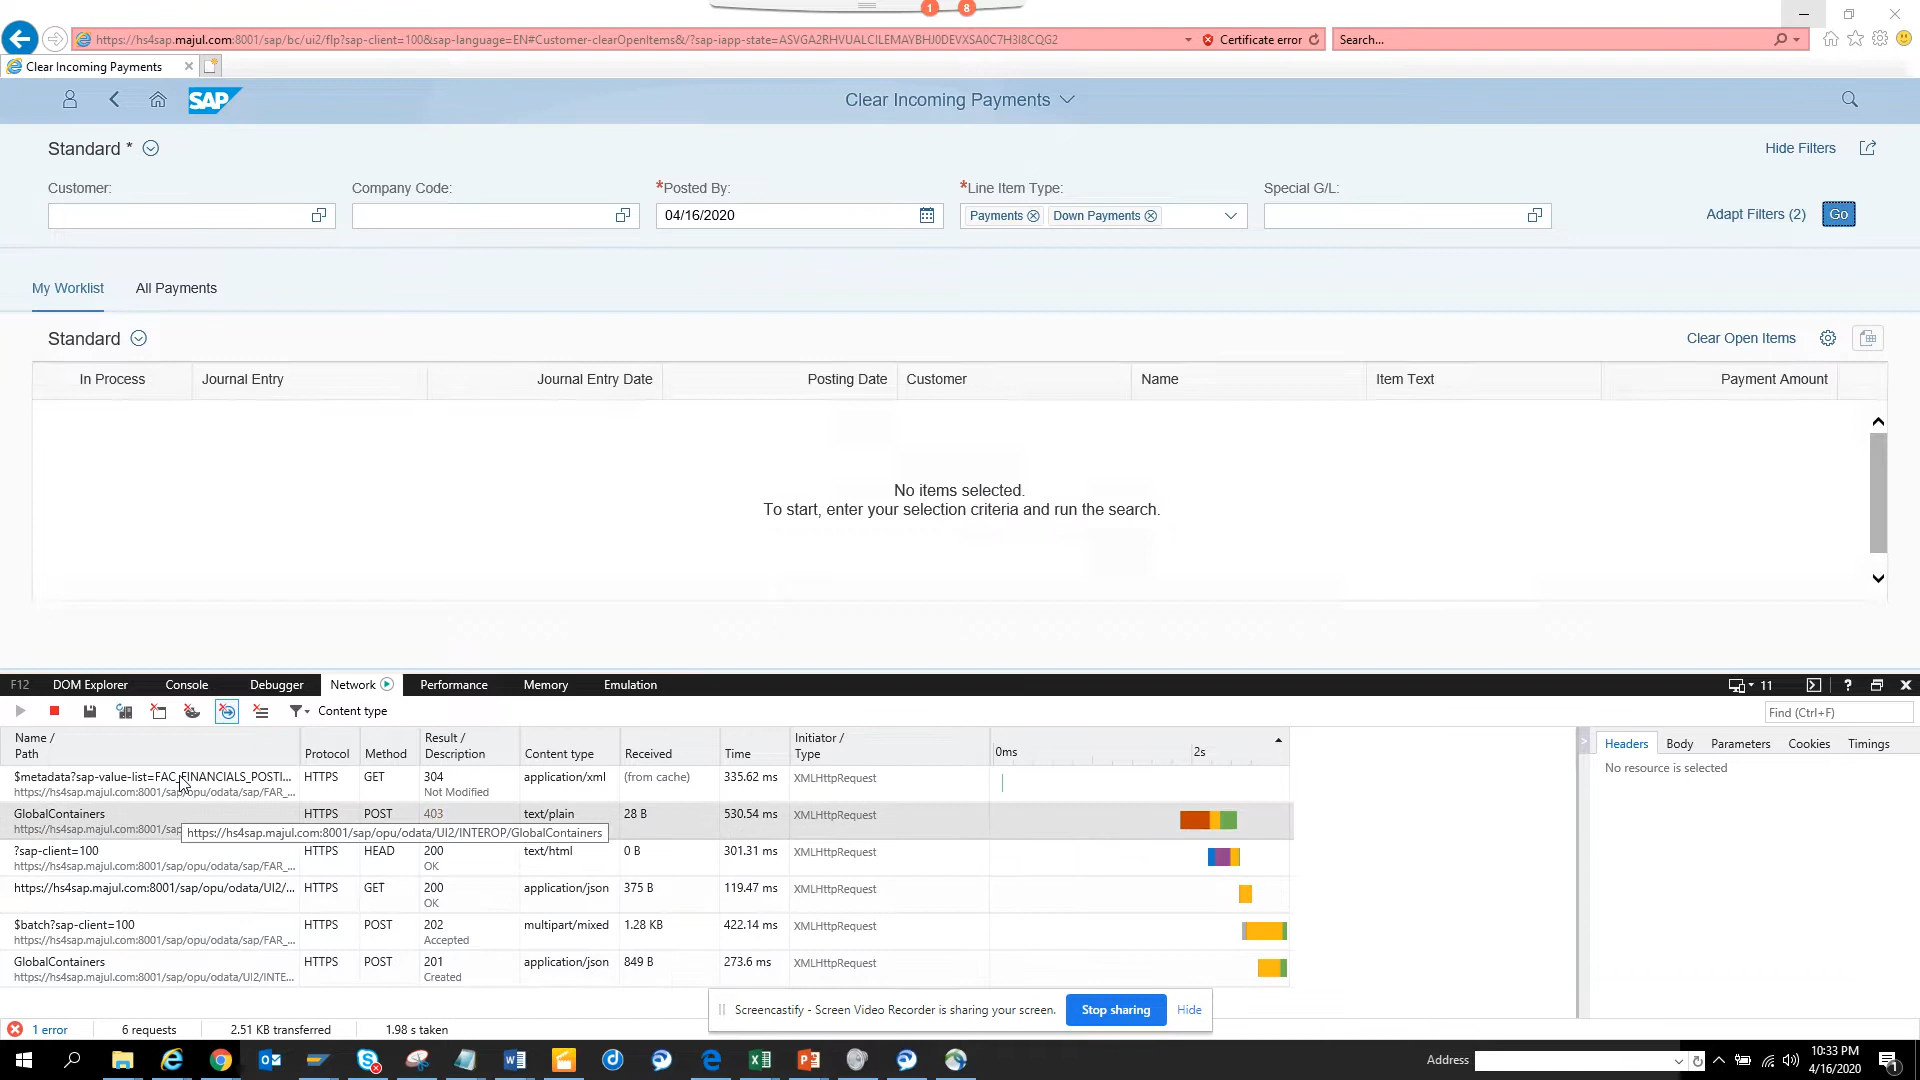 1 8
https://hs4sap.majul.com:8001/sap/bc/ui2/flp?sap-client=100&sap-language=EN#Customer-clearOpenItems&/?sap-iapp-state=ASVGA2RHVUALCILEMAYBHJ0DEVXSA0C7H3I8CQG2 Certificate error Search...
Clear Incoming Payments
SAP Clear Incoming Payments
Standard * Hide Filters
Customer: Company Code: *Posted By: *Line Item Type: Special G/L:
04/16/2020 Payments Down Payments Adapt Filters (2) Go
My Worklist All Payments
Standard Clear Open Items
In Process Journal Entry Journal Entry Date Posting Date Customer Name Item Text Payment Amount
No items selected.
To start, enter your selection criteria and run the search.
F12 DOM Explorer Console Debugger Network Performance Memory Emulation 11 ?
Content type Find (Ctrl+F)
Name / Result / Initiator /
Path Protocol Method Description Content type Received Time Type 0ms 2s Headers Body Parameters Cookies Timings
No resource is selected
$metadata?sap-value-list=FAC_FINANCIALS_POSTI... HTTPS GET 304 application/xml (from cache) 335.62 ms XMLHttpRequest
https://hs4sap.majul.com:8001/sap/opu/odata/sap/FAR_... Not Modified
GlobalContainers HTTPS POST 403 text/plain 28 B 530.54 ms XMLHttpRequest
https://hs4sap.majul.com:8001/sap
https://hs4sap.majul.com:8001/sap/opu/odata/UI2/INTEROP/GlobalContainers
?sap-client=100 HTTPS HEAD 200 text/html 0 B 301.31 ms XMLHttpRequest
https://hs4sap.majul.com:8001/sap/opu/odata/sap/FAR_... OK
https://hs4sap.majul.com:8001/sap/opu/odata/UI2/... HTTPS GET 200 application/json 375 B 119.47 ms XMLHttpRequest
OK
$batch?sap-client=100 HTTPS POST 202 multipart/mixed 1.28 KB 422.14 ms XMLHttpRequest
https://hs4sap.majul.com:8001/sap/opu/odata/sap/FAR_... Accepted
GlobalContainers HTTPS POST 201 application/json 849 B 273.6 ms XMLHttpRequest
https://hs4sap.majul.com:8001/sap/opu/odata/UI2/INTE... Created
Screencastify - Screen Video Recorder is sharing your screen. Stop sharing Hide
1 error 6 requests 2.51 KB transferred 1.98 s taken
Address 10:33 PM
4/16/2020 1